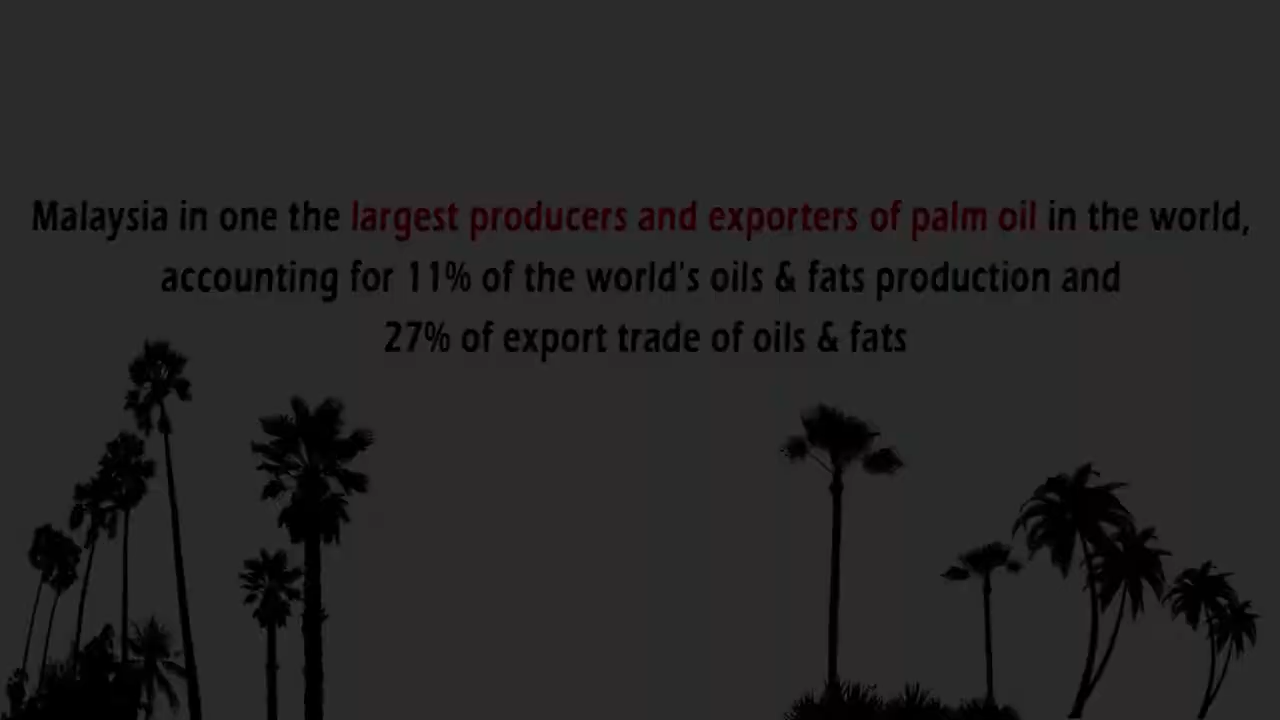 Malaysia in one the largest producers and exporters of palm oil in the world,
accounting for 11% of the world's oils & fats production and
27% of export trade of oils & fats